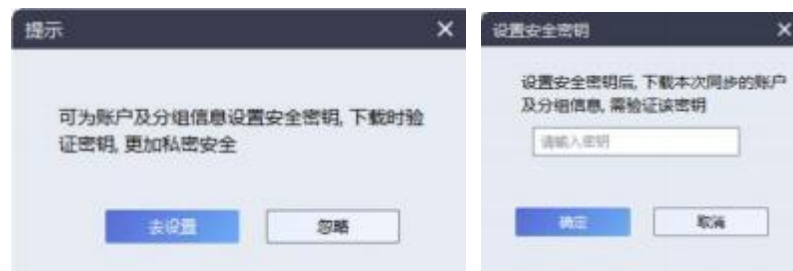 提示
可为账户及分组信息设置安全密钥, 下载时验
证密钥, 更加私密安全
去设置
忽略
设置安全密钥
设置安全密钥后, 下载本次同步的账户
及分组信息, 需验证该密钥
请输入密钥
确定
取消